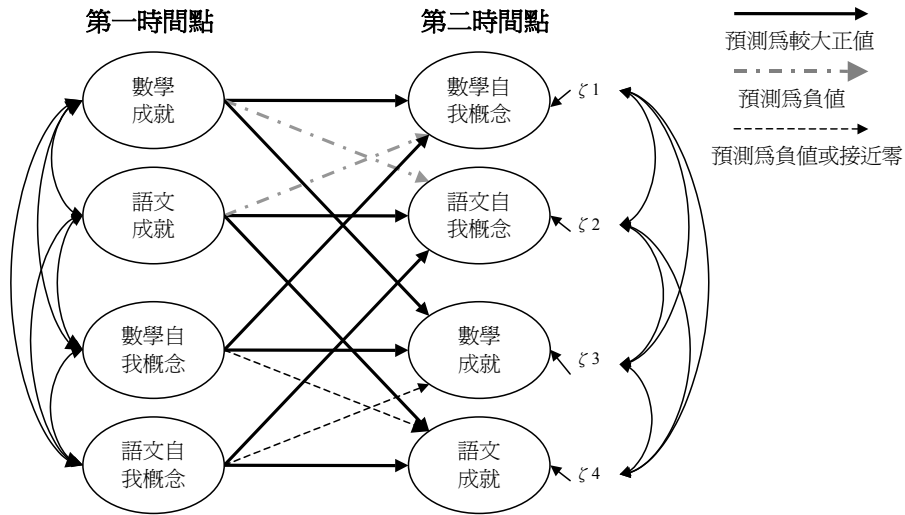 第一時間點
第二時間點
預測爲較大正值
預測爲負值
預測爲負值或接近零
數學
成就
語文
成就
數學自
我概念
語文自
我概念
數學自
我概念
語文自
我概念
數學
成就
語文
成就
ζ1
ζ2
ζ3
ζ4